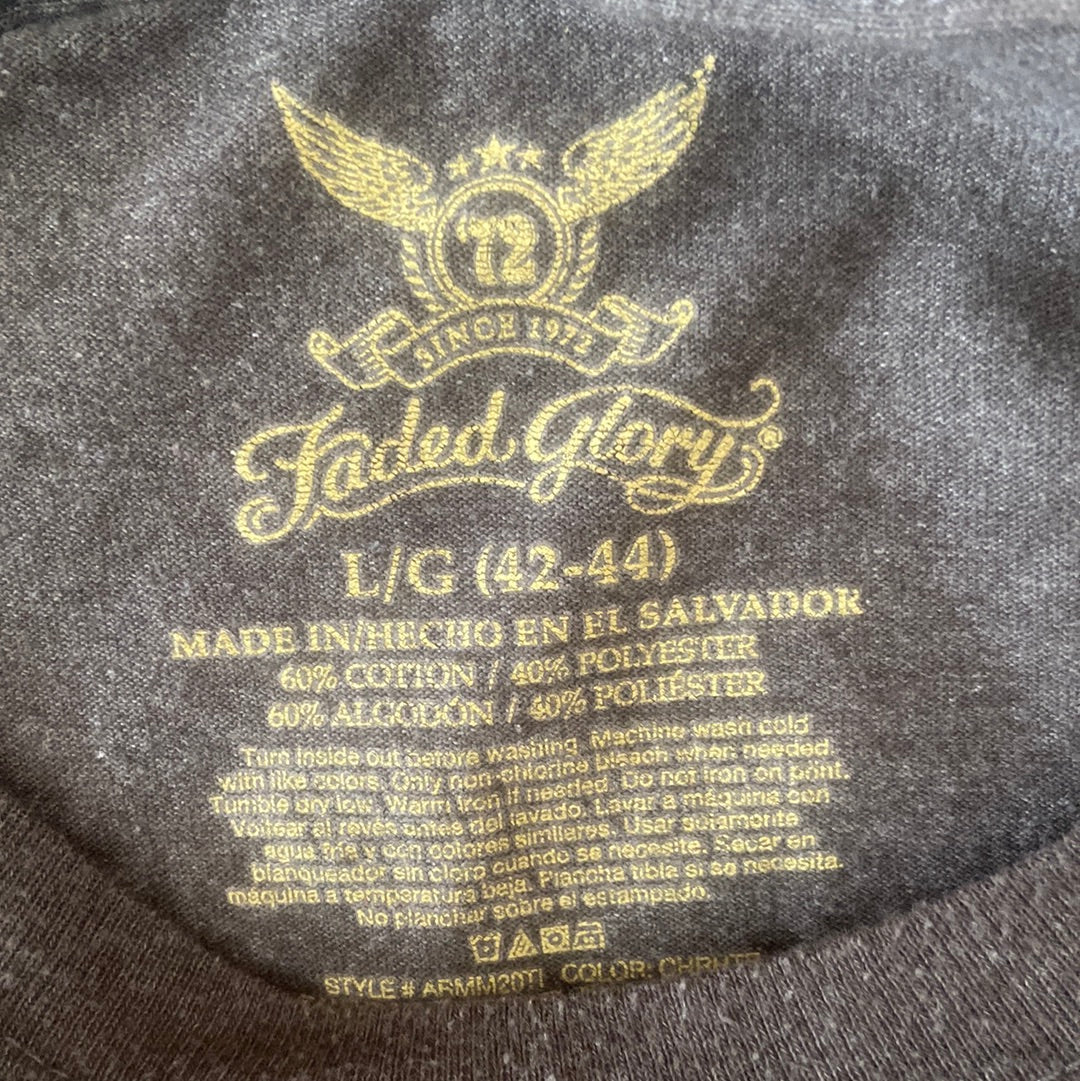 72
SINCE 1972
Faded Glory®
L/G (42-44)
MADE IN/HECHO EN EL SALVADOR
60% COTTON / 40% POLYESTER
60% ALGODÓN / 40% POLIÉSTER
Turn inside out before washing. Machine wash cold
with like colors. Only non-chlorine bleach when needed.
Tumble dry low. Warm iron if needed. Do not iron on print.
Voltear al revés antes del lavado. Lavar a máquina con
agua fría y con colores similares. Usar solamente
blanqueador sin cloro cuando se necesite. Secar en
máquina a temperatura baja. Plancha tibia si se necesita.
No planchar sobre el estampado.
STYLE # ARMM20TI COLOR: